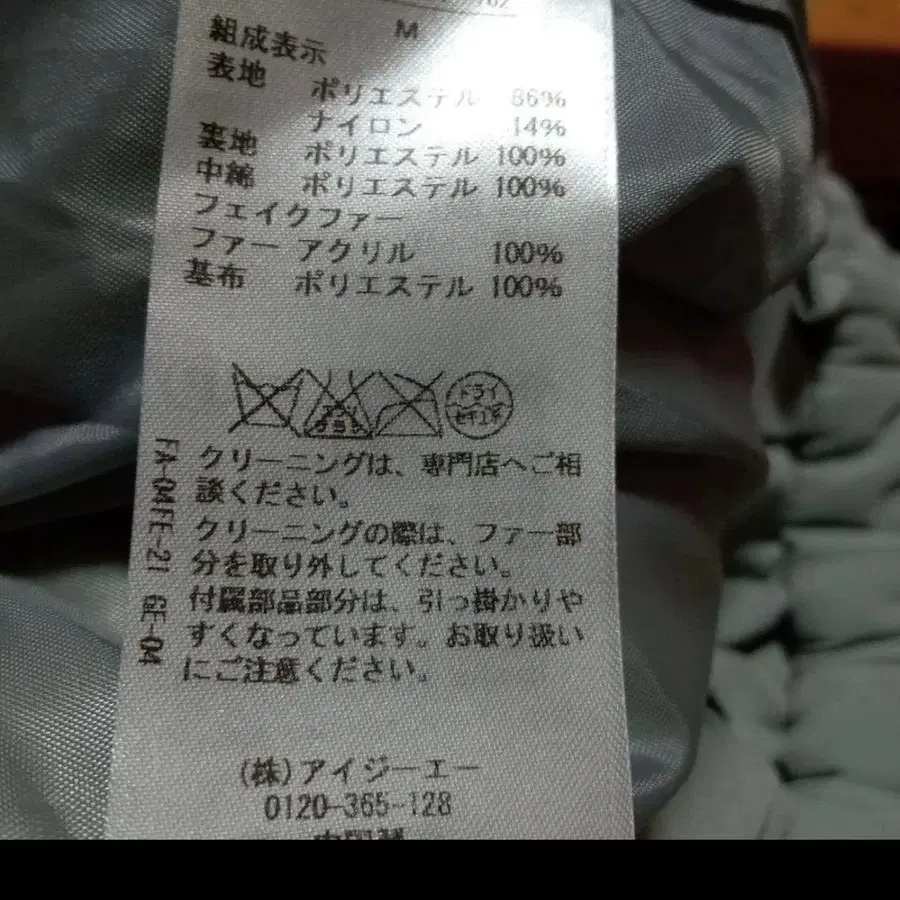 M
組成表示
表地 ポリエステル 86%
ナイロン 14%
裏地 ポリエステル 100%
中綿 ポリエステル 100%
フェイクファー
ファー アクリル 100%
基布 ポリエステル 100%
ドライ
セキユ系
クリーニングは、専門店へご相
談ください。
クリーニングの際は、ファー部
分を取り外してください。
付属部品部分は、引っ掛かりや
すくなっています。お取り扱い
にご注意ください。
FA-04 FE-21 GE-04
(株)アイジーエー
0120-365-128
中国製